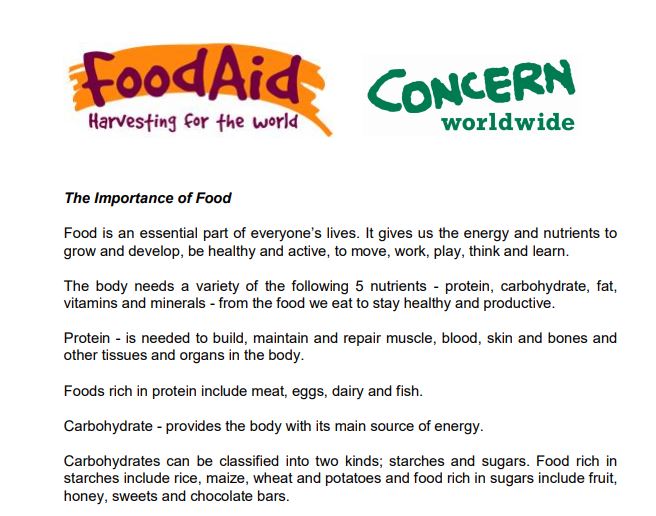 FoodAid
Harvesting for the world
CONCERN
worldwide
The Importance of Food
Food is an essential part of everyone's lives. It gives us the energy and nutrients to
grow and develop, be healthy and active, to move, work, play, think and learn.
The body needs a variety of the following 5 nutrients - protein, carbohydrate, fat,
vitamins and minerals - from the food we eat to stay healthy and productive.
Protein - is needed to build, maintain and repair muscle, blood, skin and bones and
other tissues and organs in the body.
Foods rich in protein include meat, eggs, dairy and fish.
Carbohydrate - provides the body with its main source of energy.
Carbohydrates can be classified into two kinds; starches and sugars. Food rich in
starches include rice, maize, wheat and potatoes and food rich in sugars include fruit,
honey, sweets and chocolate bars.